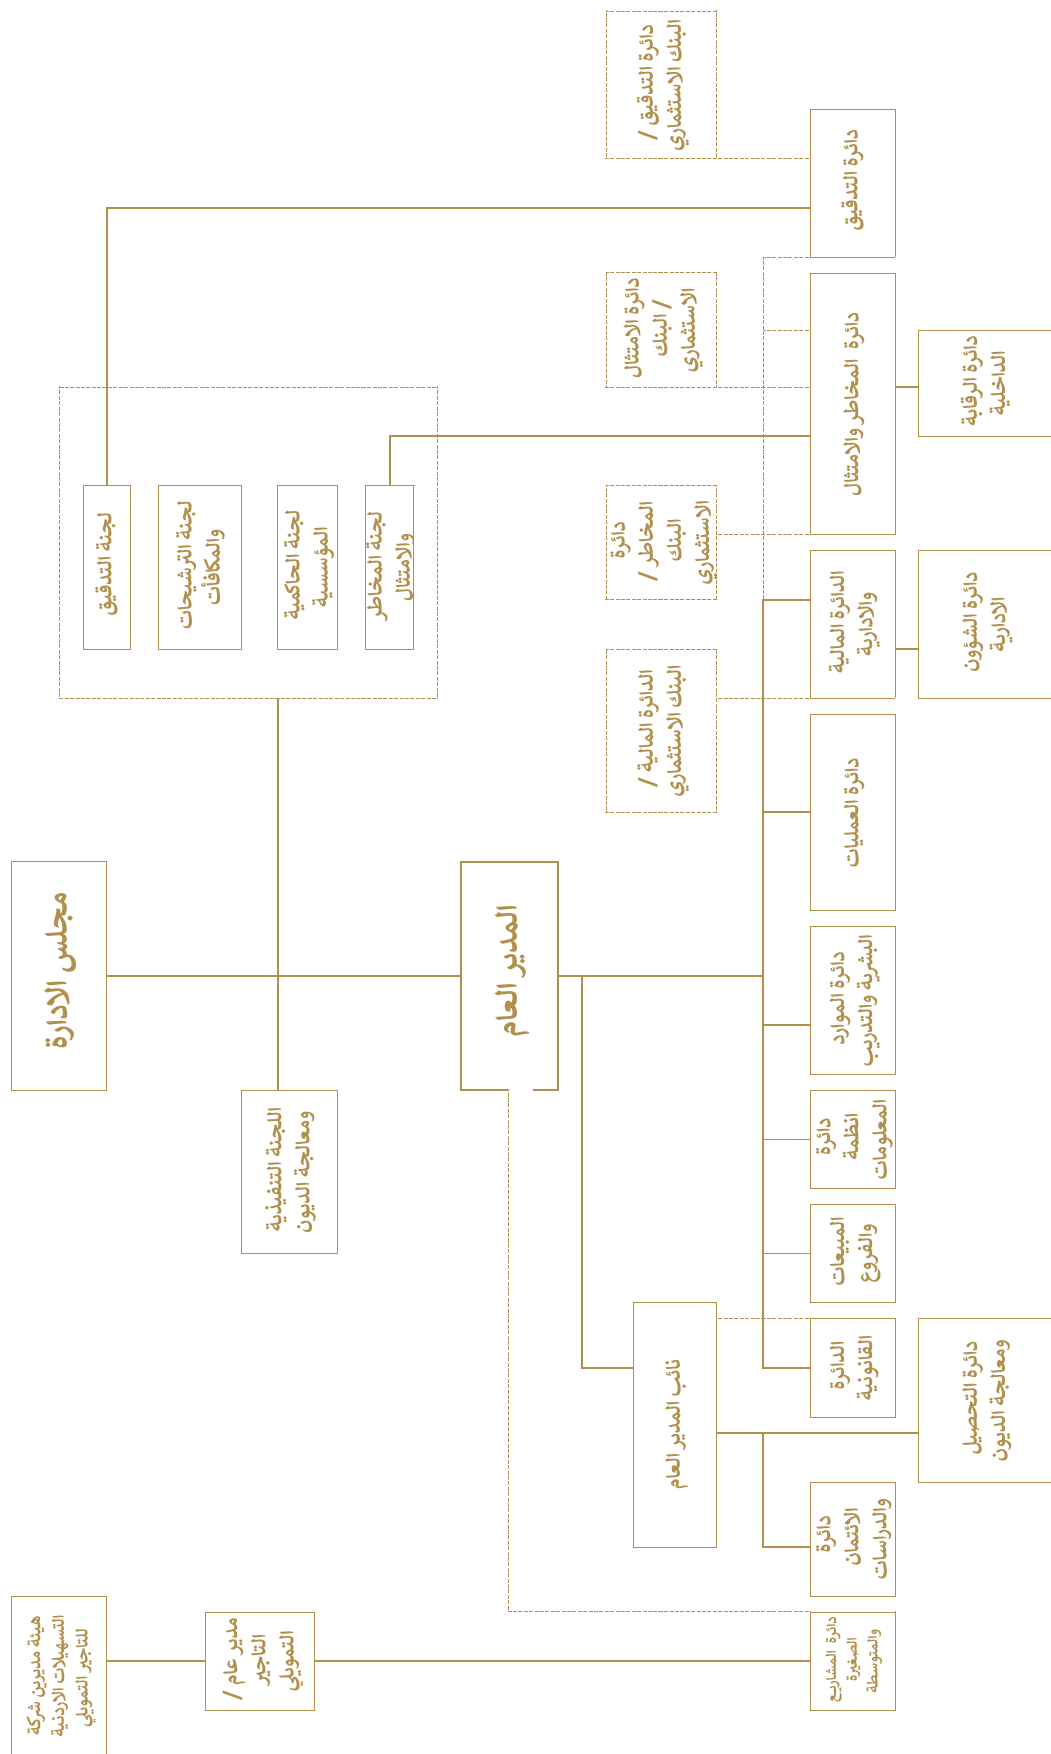 مجلس الادارة
هيئة مديرين شركة
التسهيلات الاردنية
للتاجير التمويلي
لجنة التدقيق
لجنة الترشيحات
والمكافأت
لجنة الحاكمية
المؤسسية
لجنة المخاطر
والامتثال
اللجنة التنفيذية
ومعالجة الديون
مدير عام /
التاجير
التمويلي
المدير العام
دائرة التدقيق /
البنك الاستثماري
دائرة الامتثال
/ البنك
الاستثماري
دائرة
المخاطر /
البنك
الاستثماري
الدائرة المالية /
البنك الاستثماري
نائب المدير العام
دائرة التدقيق
دائرة المخاطر والامتثال
الدائرة المالية
والادارية
دائرة العمليات
دائرة الموارد
البشرية والتدريب
دائرة
انظمة
المعلومات
المبيعات
والفروع
الدائرة
القانونية
دائرة
الائتمان
والدراسات
دائرة المشاريع
الصغيرة
والمتوسطة
دائرة الرقابة
الداخلية
دائرة الشؤون
الادارية
دائرة التحصيل
ومعالجة الديون